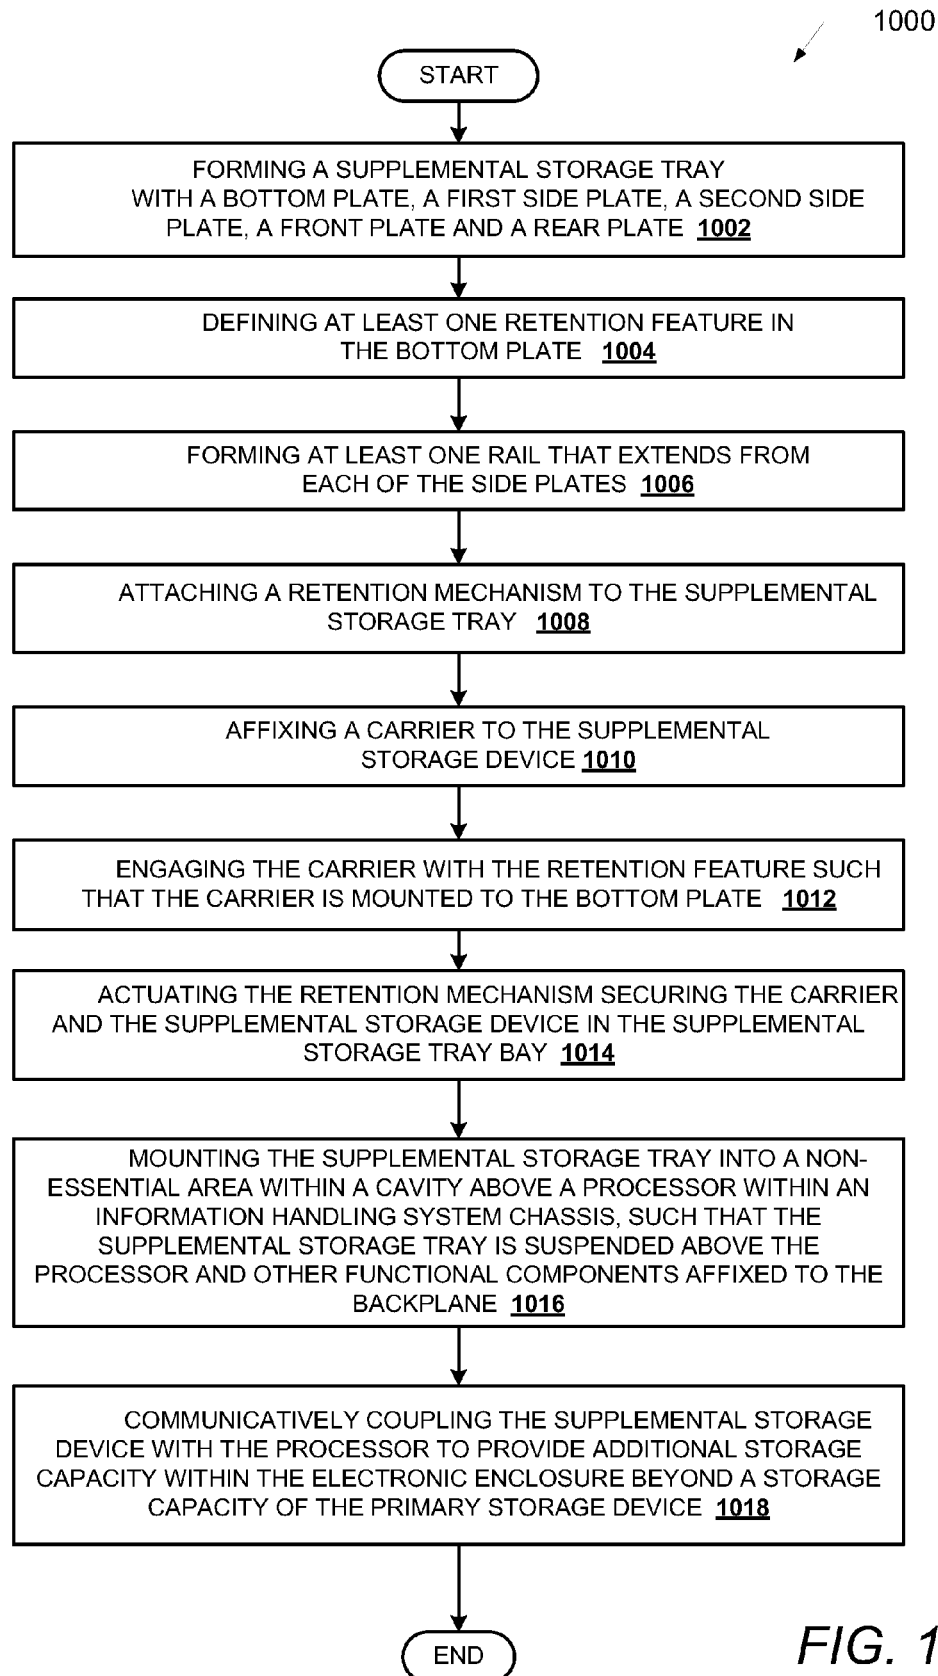 1000
START
FORMING A SUPPLEMENTAL STORAGE TRAY
WITH A BOTTOM PLATE, A FIRST SIDE PLATE, A SECOND SIDE
PLATE, A FRONT PLATE AND A REAR PLATE 1002
DEFINING AT LEAST ONE RETENTION FEATURE IN
THE BOTTOM PLATE 1004
FORMING AT LEAST ONE RAIL THAT EXTENDS FROM
EACH OF THE SIDE PLATES 1006
ATTACHING A RETENTION MECHANISM TO THE SUPPLEMENTAL
STORAGE TRAY 1008
AFFIXING A CARRIER TO THE SUPPLEMENTAL
STORAGE DEVICE 1010
ENGAGING THE CARRIER WITH THE RETENTION FEATURE SUCH
THAT THE CARRIER IS MOUNTED TO THE BOTTOM PLATE 1012
ACTUATING THE RETENTION MECHANISM SECURING THE CARRIER
AND THE SUPPLEMENTAL STORAGE DEVICE IN THE SUPPLEMENTAL
STORAGE TRAY BAY 1014
MOUNTING THE SUPPLEMENTAL STORAGE TRAY INTO A NON-
ESSENTIAL AREA WITHIN A CAVITY ABOVE A PROCESSOR WITHIN AN
INFORMATION HANDLING SYSTEM CHASSIS, SUCH THAT THE
SUPPLEMENTAL STORAGE TRAY IS SUSPENDED ABOVE THE
PROCESSOR AND OTHER FUNCTIONAL COMPONENTS AFFIXED TO THE
BACKPLANE 1016
COMMUNICATIVELY COUPLING THE SUPPLEMENTAL STORAGE
DEVICE WITH THE PROCESSOR TO PROVIDE ADDITIONAL STORAGE
CAPACITY WITHIN THE ELECTRONIC ENCLOSURE BEYOND A STORAGE
CAPACITY OF THE PRIMARY STORAGE DEVICE 1018
END
FIG. 1